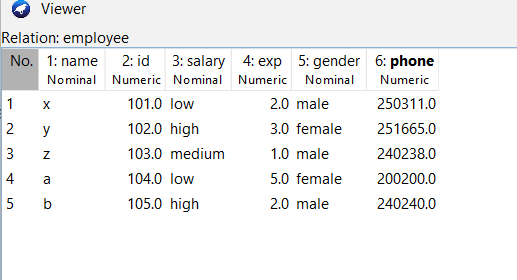 Viewer
Relation: employee
No. 1: name 2: id 3: salary 4: exp 5: gender 6: phone
Nominal Numeric Nominal Numeric Nominal Numeric
1 x 101.0 low 2.0 male 250311.0
2 y 102.0 high 3.0 female 251665.0
3 z 103.0 medium 1.0 male 240238.0
4 a 104.0 low 5.0 female 200200.0
5 b 105.0 high 2.0 male 240240.0